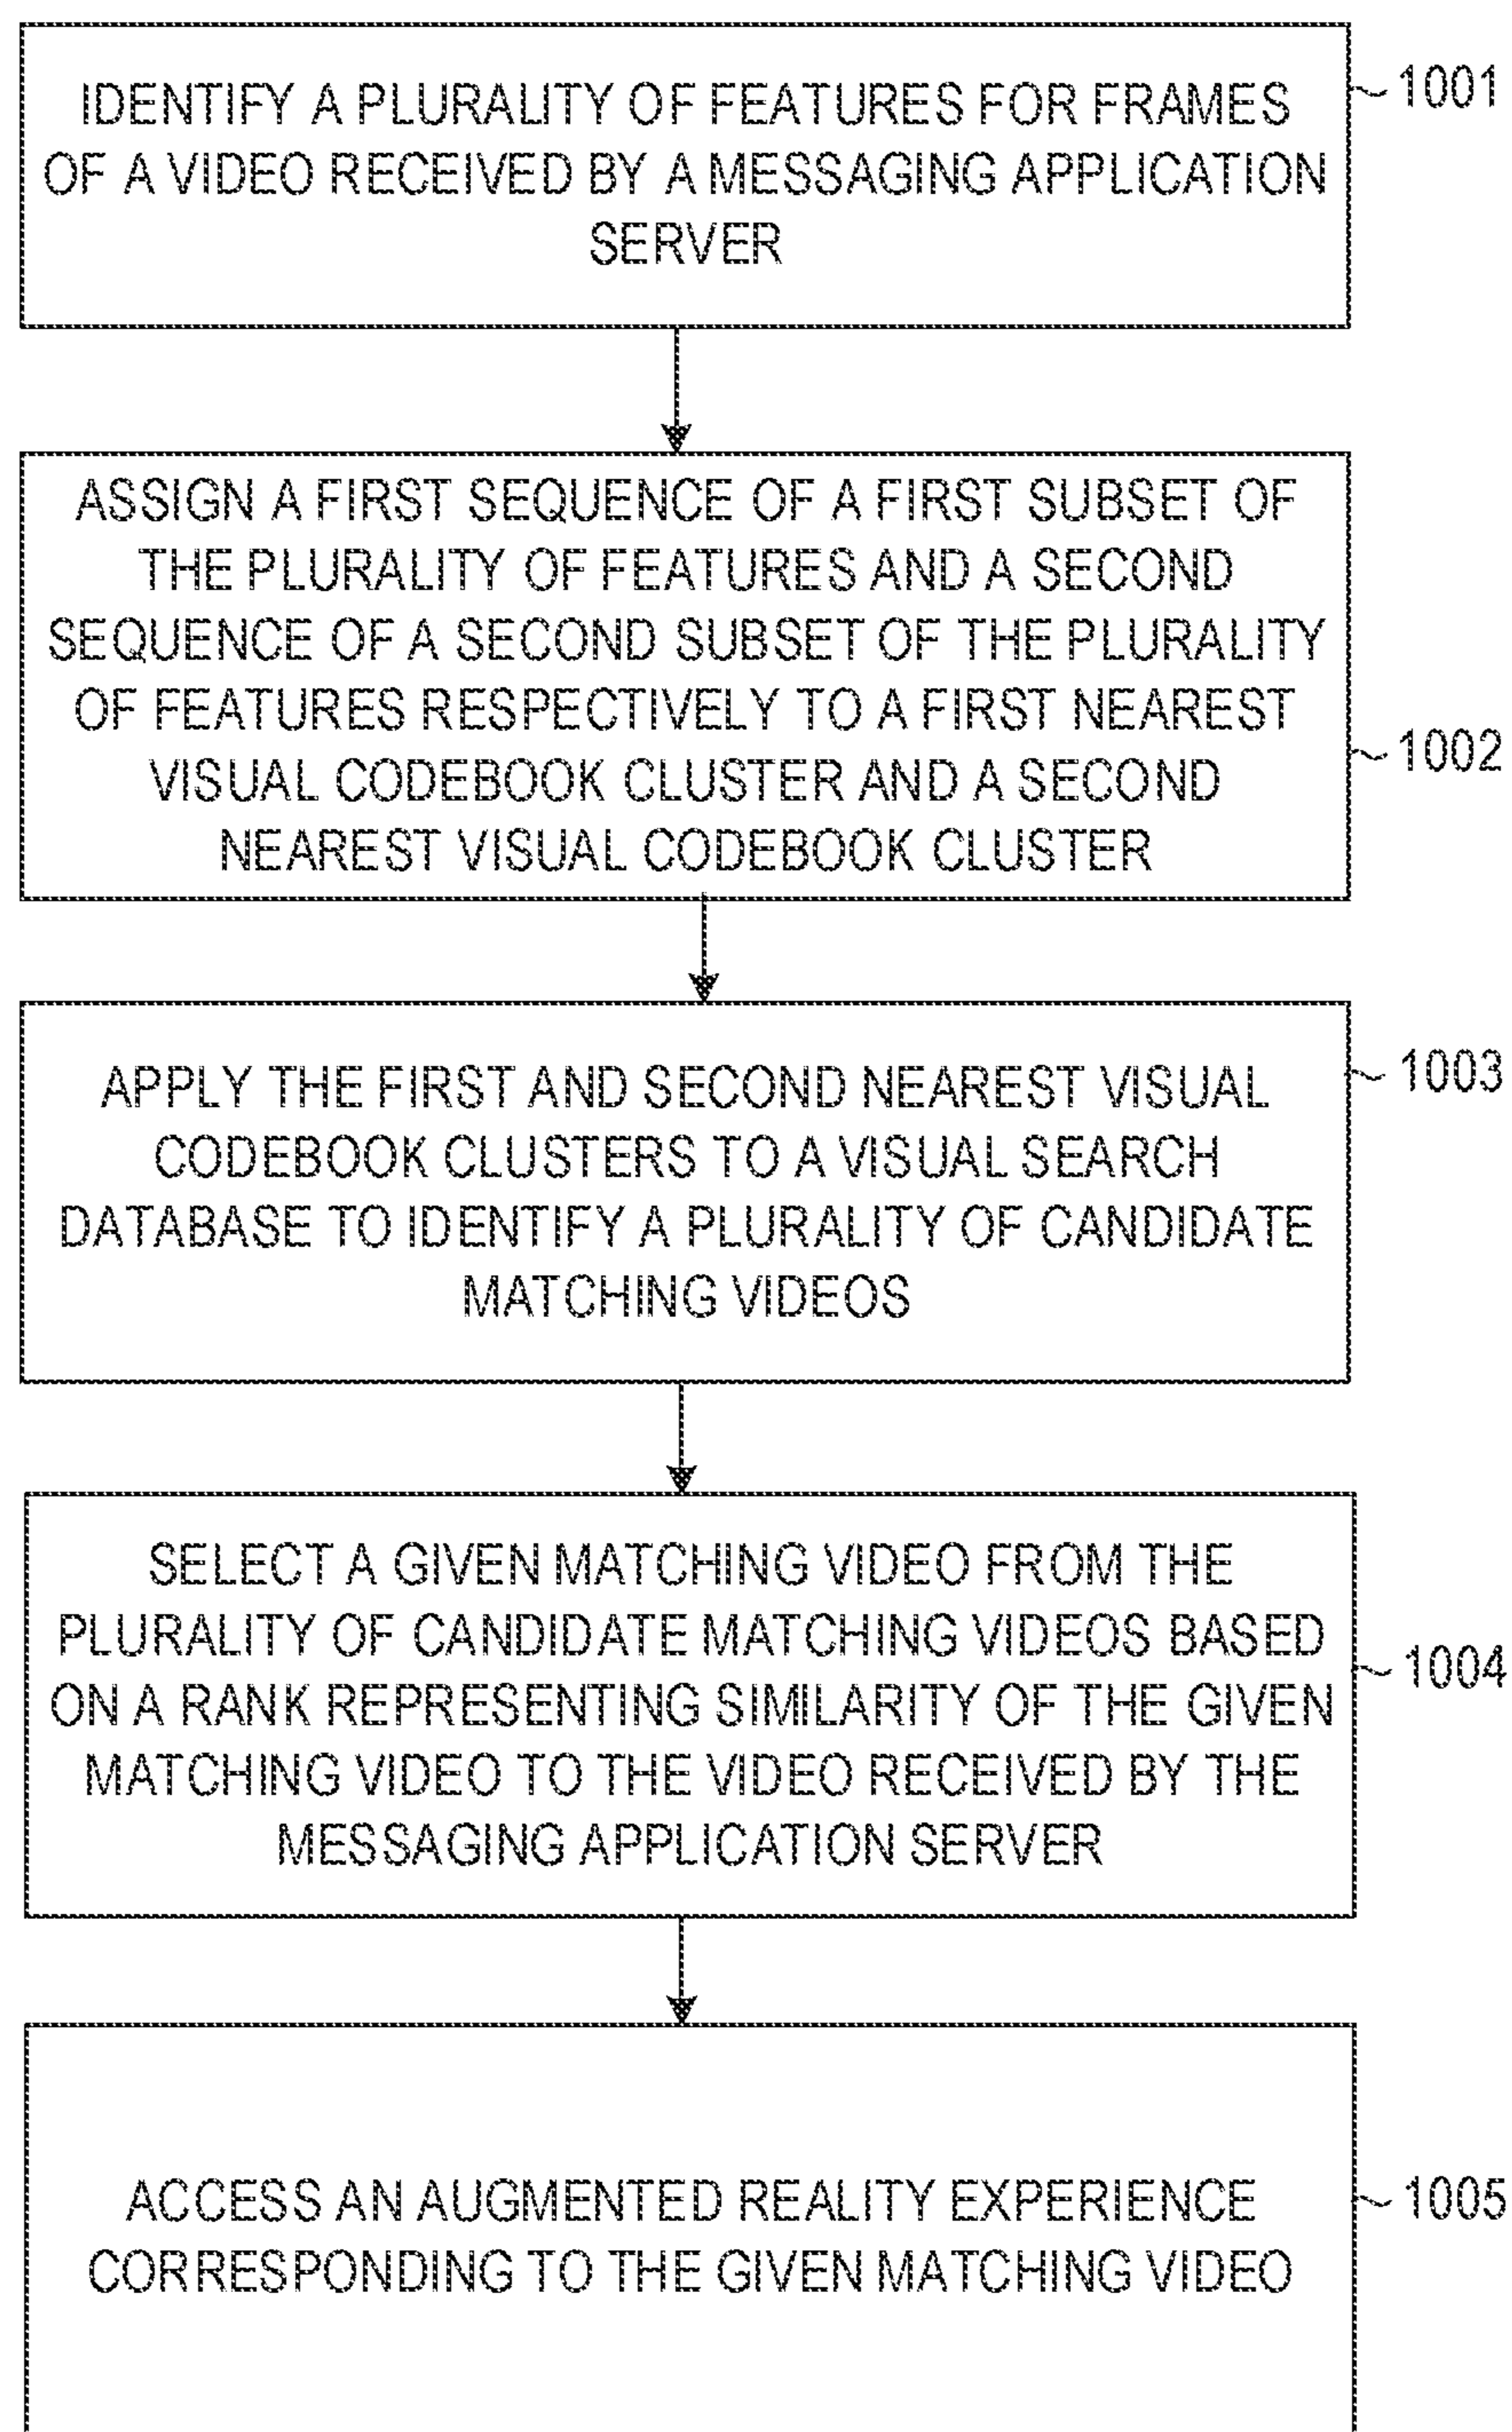 IDENTIFY A PLURALITY OF FEATURES FOR FRAMES
OF A VIDEO RECEIVED BY A MESSAGING APPLICATION
SERVER
1001
ASSIGN A FIRST SEQUENCE OF A FIRST SUBSET OF
THE PLURALITY OF FEATURES AND A SECOND
SEQUENCE OF A SECOND SUBSET OF THE PLURALITY
OF FEATURES RESPECTIVELY TO A FIRST NEAREST
VISUAL CODEBOOK CLUSTER AND A SECOND
NEAREST VISUAL CODEBOOK CLUSTER
1002
APPLY THE FIRST AND SECOND NEAREST VISUAL
CODEBOOK CLUSTERS TO A VISUAL SEARCH
DATABASE TO IDENTIFY A PLURALITY OF CANDIDATE
MATCHING VIDEOS
1003
SELECT A GIVEN MATCHING VIDEO FROM THE
PLURALITY OF CANDIDATE MATCHING VIDEOS BASED
ON A RANK REPRESENTING SIMILARITY OF THE GIVEN
MATCHING VIDEO TO THE VIDEO RECEIVED BY THE
MESSAGING APPLICATION SERVER
1004
ACCESS AN AUGMENTED REALITY EXPERIENCE
CORRESPONDING TO THE GIVEN MATCHING VIDEO
1005